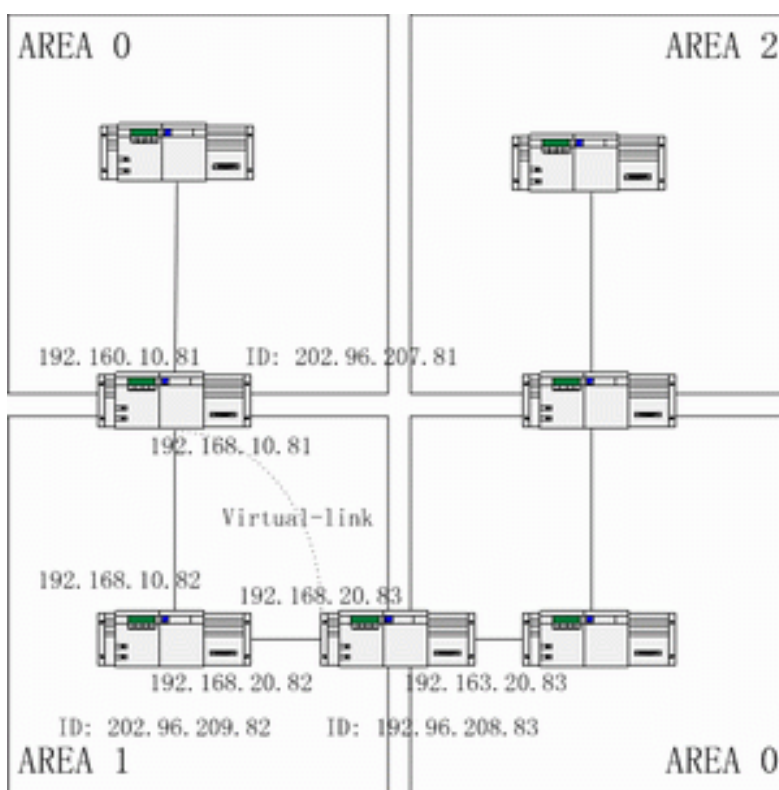 AREA 0
AREA 2
192.160.10.81
ID: 202.96.207.81
192.168.10.81
Virtual-link
192.168.10.82
192.168.20.83
192.168.20.82
192.163.20.83
ID: 202.96.209.82
ID: 192.96.208.83
AREA 1
AREA 0